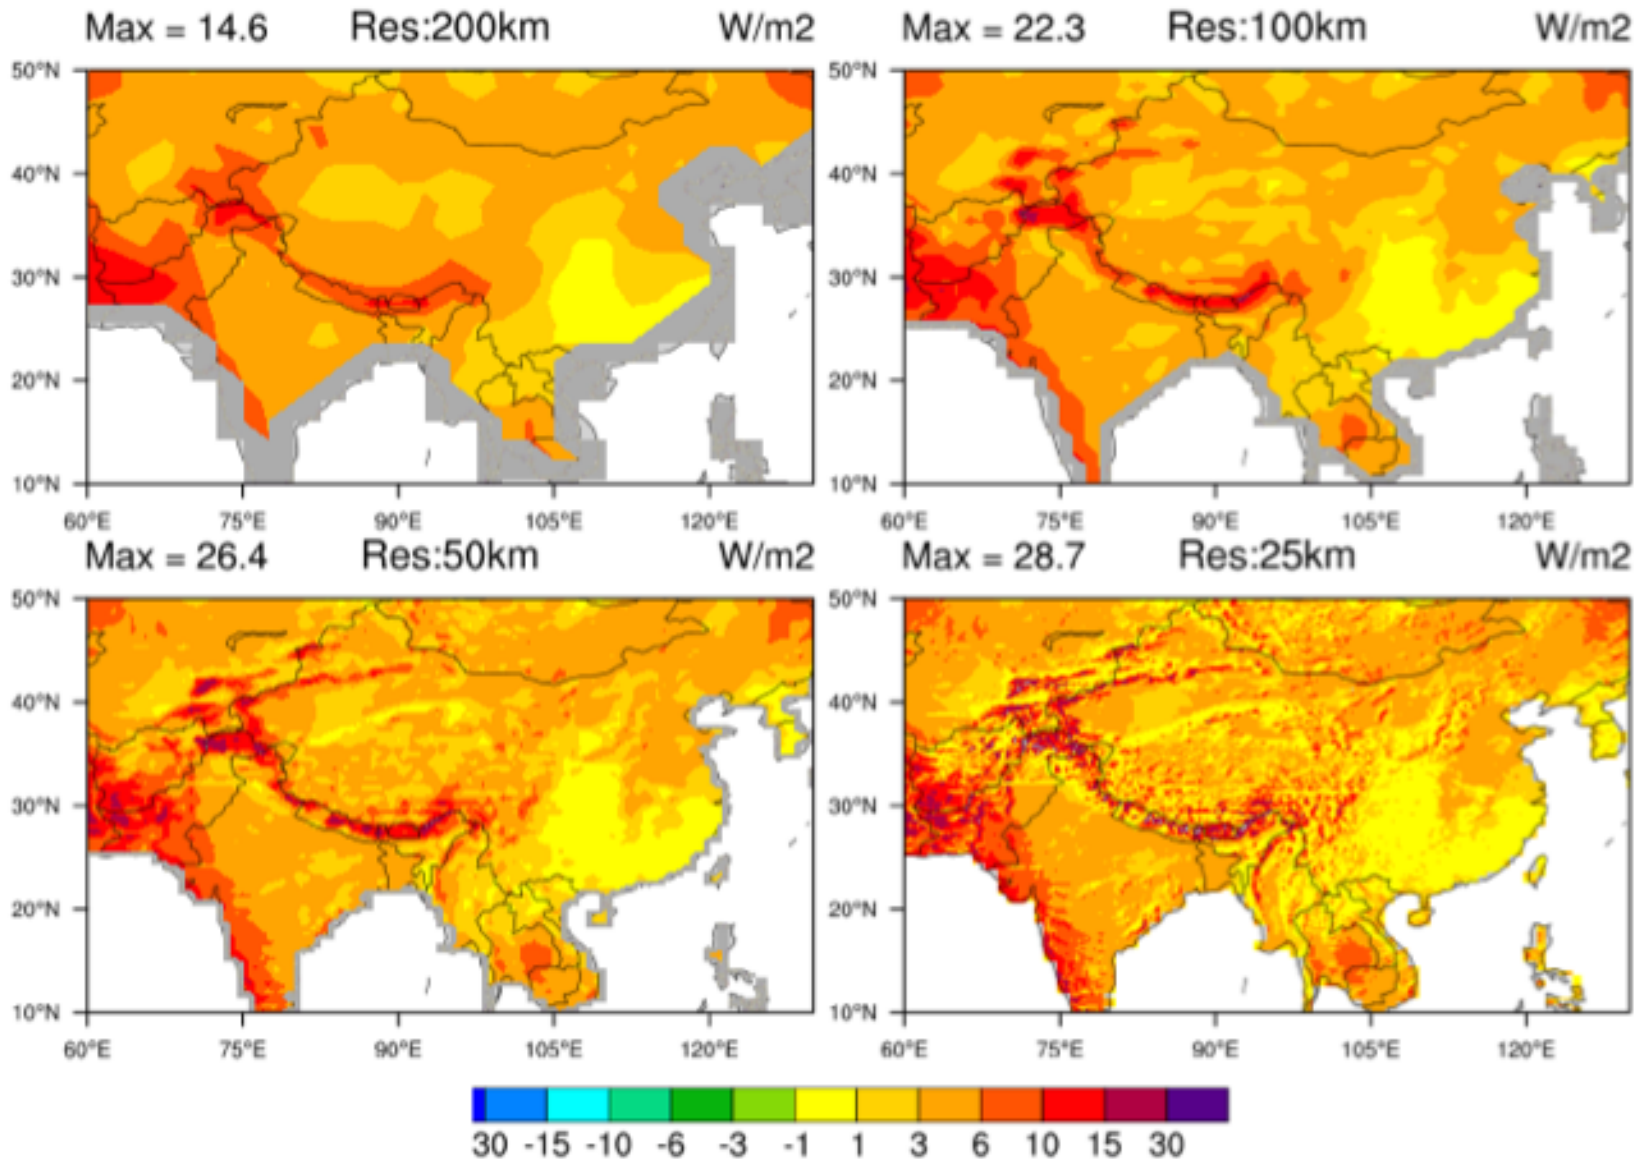 Max = 14.6 Res:200km W/m2
Max = 22.3 Res:100km W/m2
50°N
40°N
30°N
20°N
10°N
60°E 75°E 90°E 105°E 120°E
50°N
40°N
30°N
20°N
10°N
60°E 75°E 90°E 105°E 120°E
Max = 26.4 Res:50km W/m2
Max = 28.7 Res:25km W/m2
50°N
40°N
30°N
20°N
10°N
60°E 75°E 90°E 105°E 120°E
50°N
40°N
30°N
20°N
10°N
60°E 75°E 90°E 105°E 120°E
30 -15 -10 -6 -3 -1 1 3 6 10 15 30